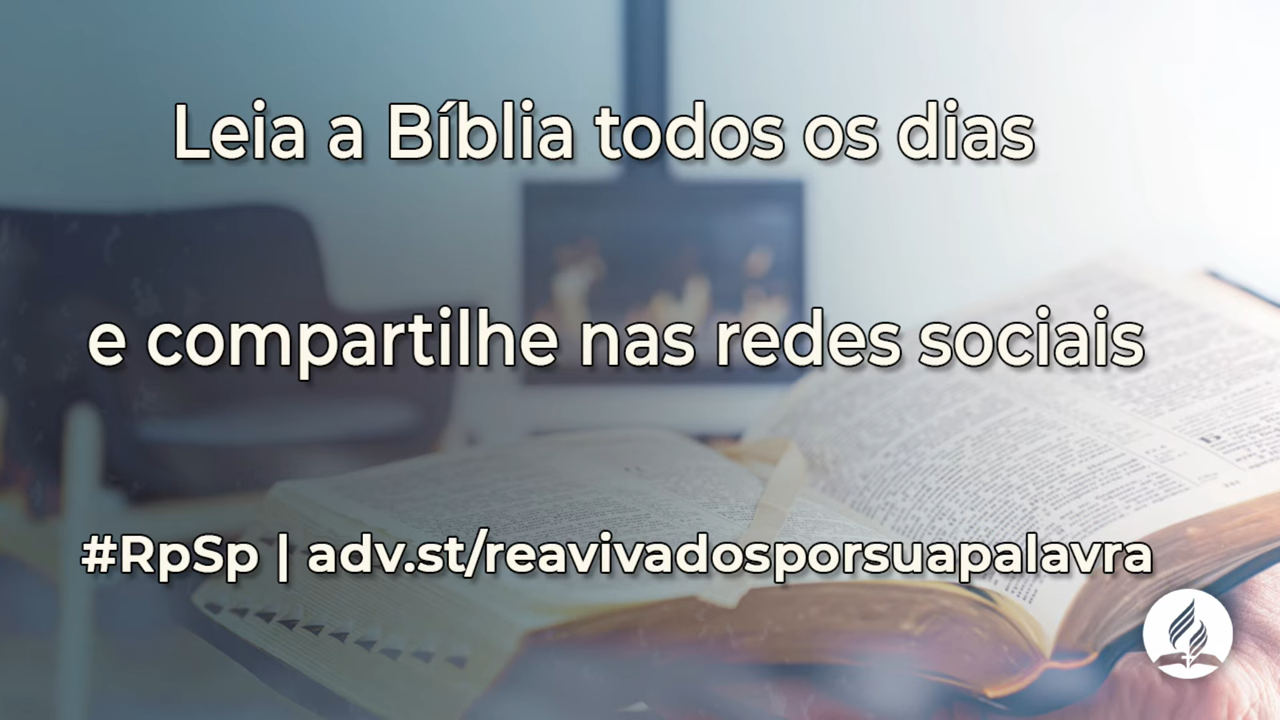 Leia a Bíblia todos os dias
e compartilhe nas redes sociais
#RpSp | adv.st/reavivadosporsuapalavra